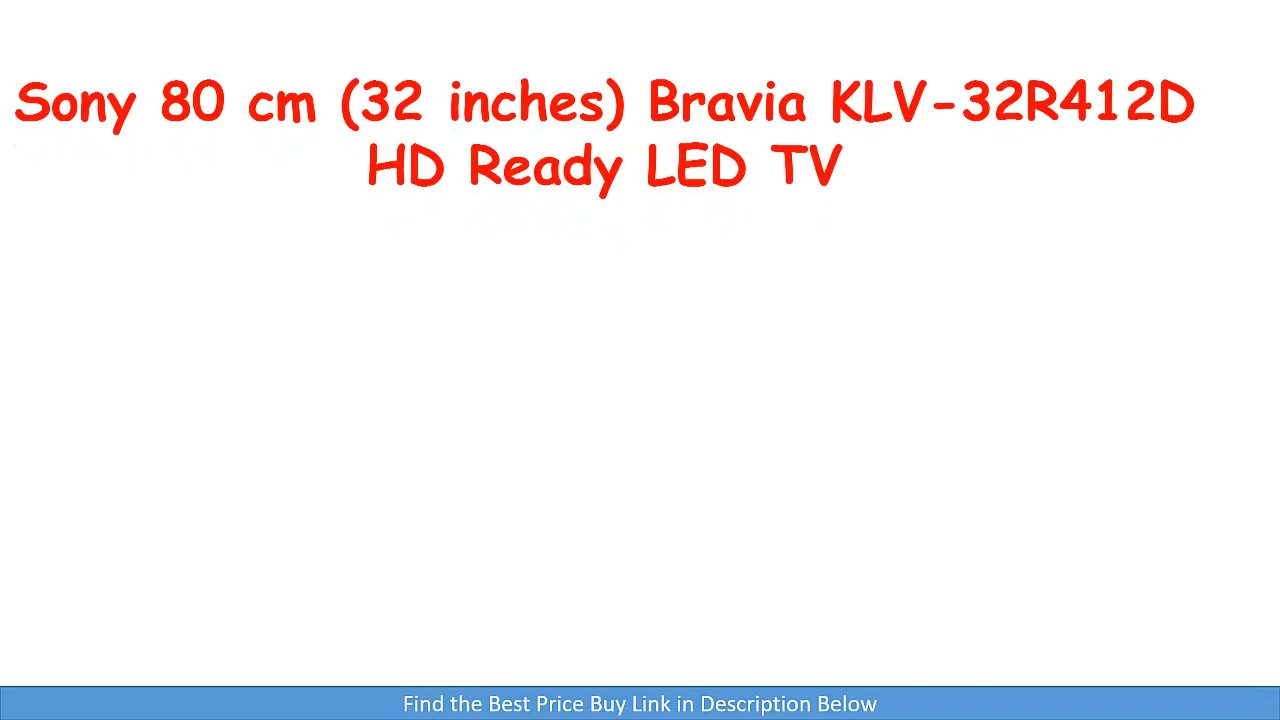 Sony 80 cm (32 inches) Bravia KLV-32R412D
HD Ready LED TV
Find the Best Price Buy Link in Description Below